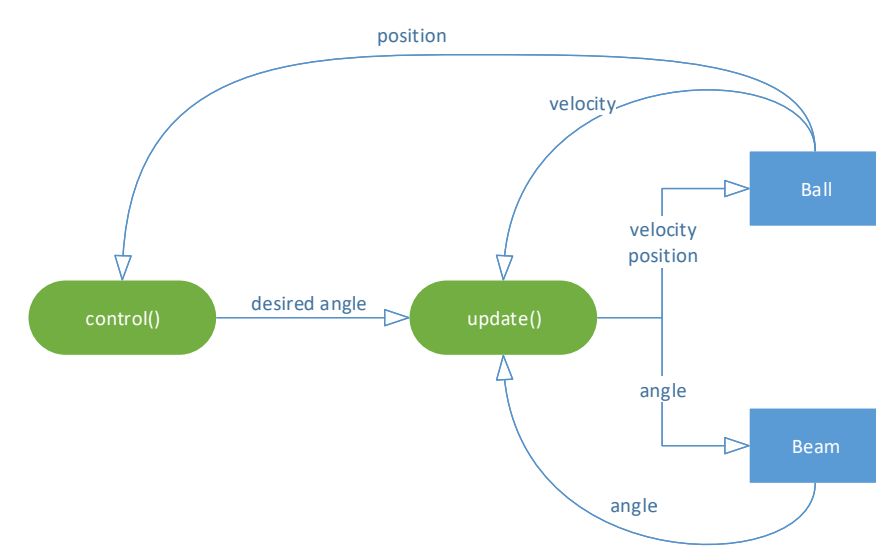 position
velocity
Ball
velocity
position
desired angle
control()
update()
angle
Beam
angle